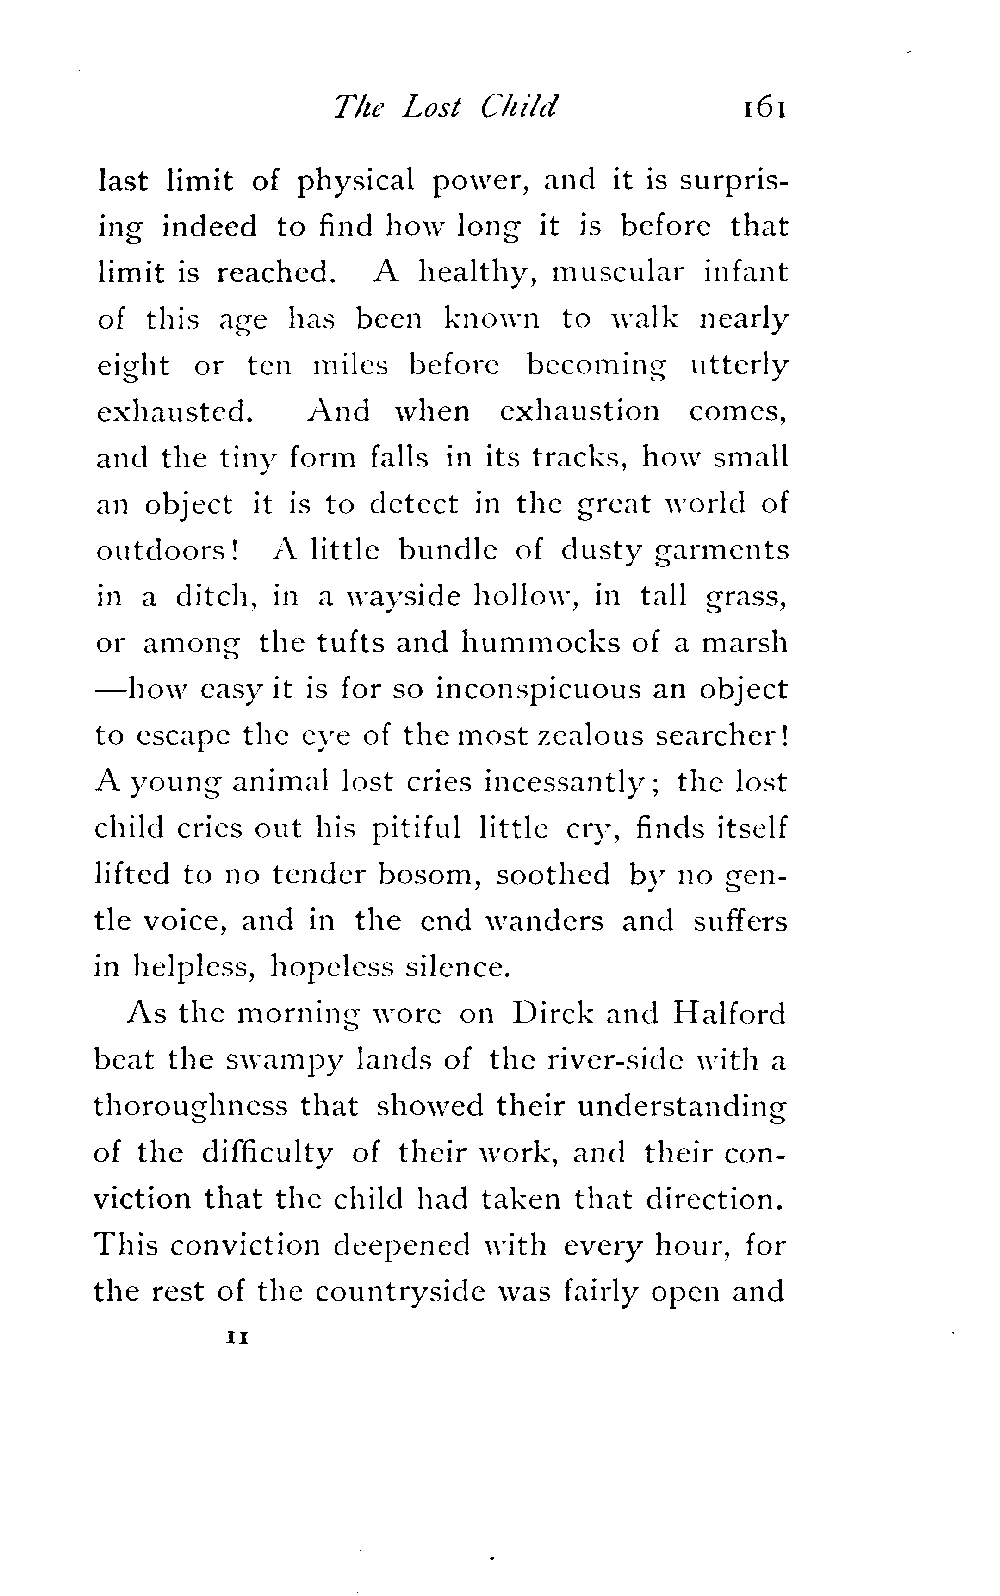 The Lost Child 161
last limit of physical power, and it is surpris-
ing indeed to find how long it is before that
limit is reached. A healthy, muscular infant
of this age has been known to walk nearly
eight or ten miles before becoming utterly
exhausted. And when exhaustion comes,
and the tiny form falls in its tracks, how small
an object it is to detect in the great world of
outdoors! A little bundle of dusty garments
in a ditch, in a wayside hollow, in tall grass,
or among the tufts and hummocks of a marsh
—how easy it is for so inconspicuous an object
to escape the eye of the most zealous searcher!
A young animal lost cries incessantly; the lost
child cries out his pitiful little cry, finds itself
lifted to no tender bosom, soothed by no gen-
tle voice, and in the end wanders and suffers
in helpless, hopeless silence.
As the morning wore on Dirck and Halford
beat the swampy lands of the river-side with a
thoroughness that showed their understanding
of the difficulty of their work, and their con-
viction that the child had taken that direction.
This conviction deepened with every hour, for
the rest of the countryside was fairly open and
11